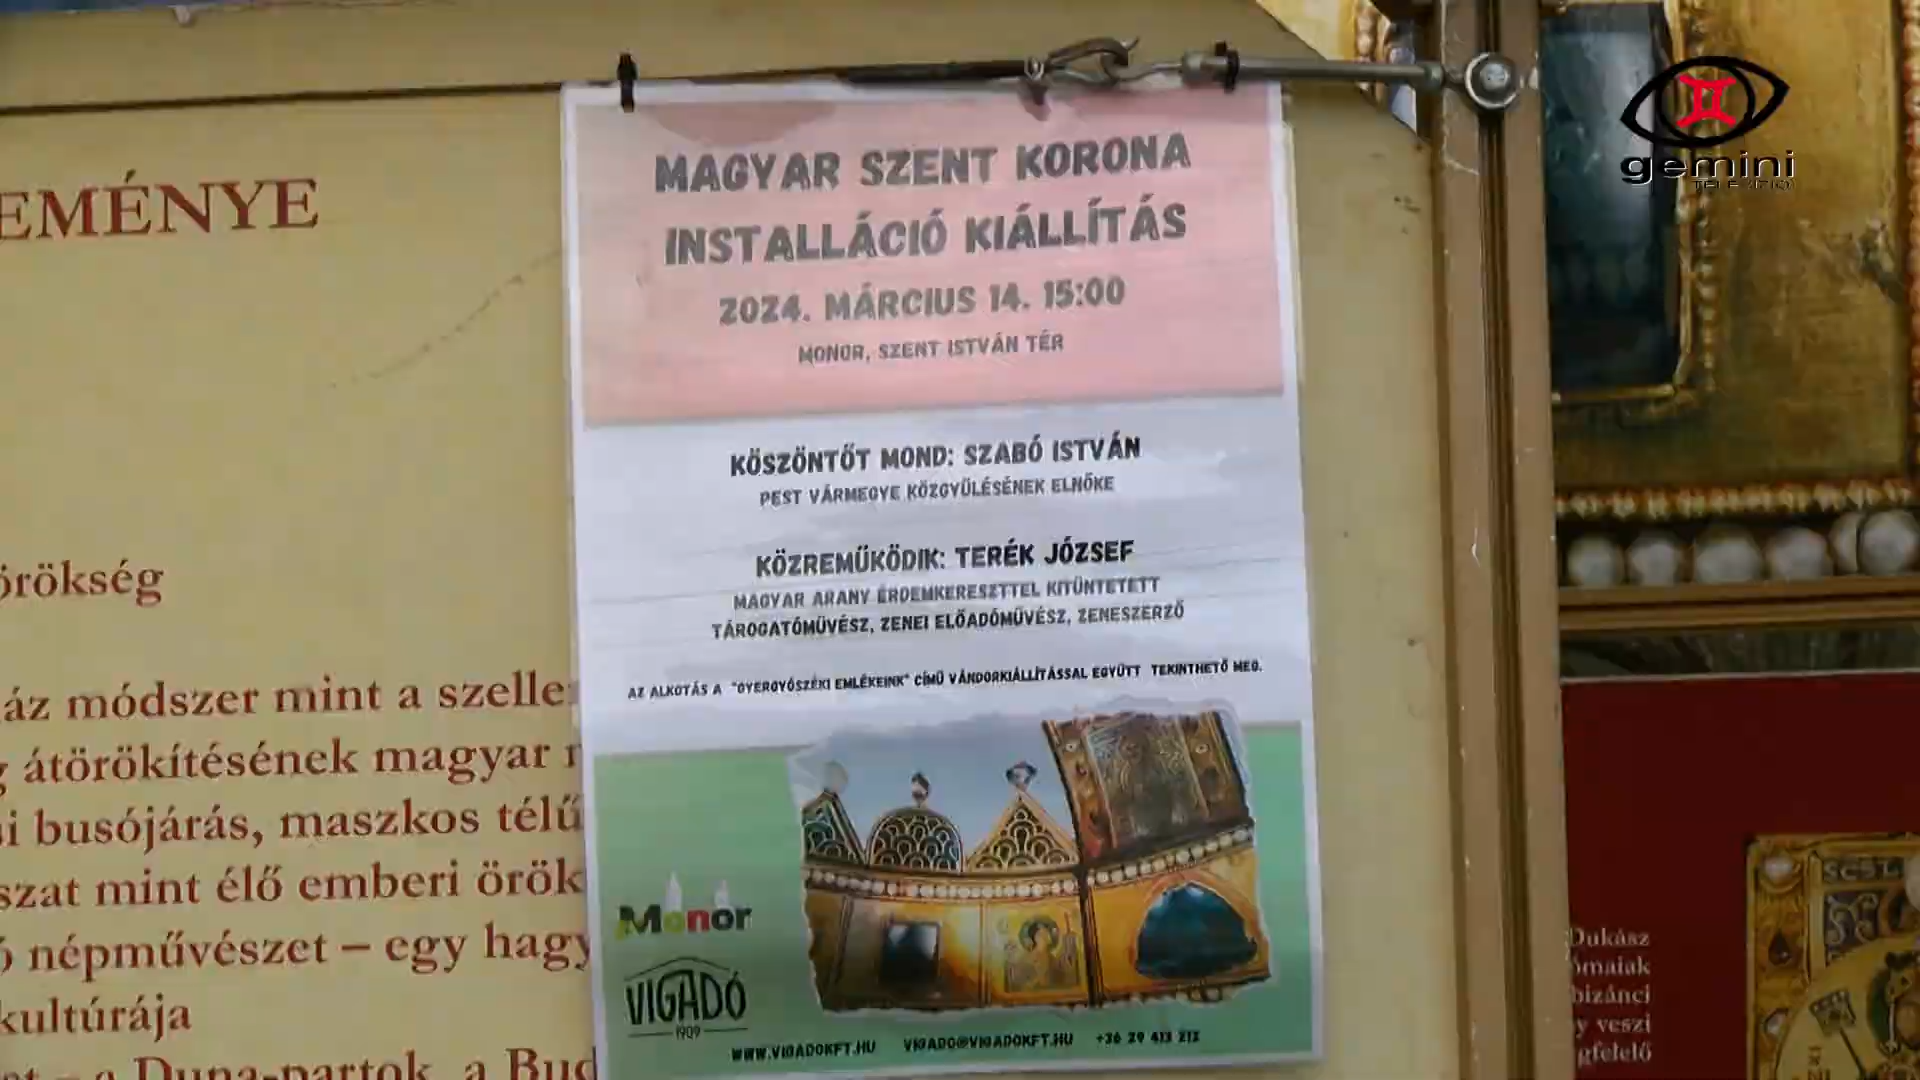 EMÉNYE
örökség
áz módszer mint a szelle
átörökítésének magyar
i busójárás, maszkos télű
szat mint élő emberi örök
népművészet – egy hagy
kultúrája
a Duna-partok, a Bud
MAGYAR SZENT KORONA
INSTALLÁCIÓ KIÁLLÍTÁS
2024. MÁRCIUS 14. 15:00
MONOR, SZENT ISTVÁN TÉR
KÖSZÖNTŐT MOND: SZABÓ ISTVÁN
PEST VÁRMEGYE KÖZGYŰLÉSÉNEK ELNÖKE
KÖZREMŰKÖDIK: TERÉK JÓZSEF
MAGYAR ARANY ÉRDEMKERESZTTEL KITÜNTETETT
TÁROGATÓMŰVÉSZ, ZENEI ELŐADÓMŰVÉSZ, ZENESZERZŐ
AZ ALKOTÁS A "GYERGYÓSZÉKI EMLÉKEINK" CÍMŰ VÁNDORKIÁLLÍTÁSSAL EGYÜTT TEKINTHETŐ MEG.
Monor
VIGADÓ
1909
WWW.VIGADOKFT.HU VIGADO@VIGADOKFT.HU +36 29 413 212
gemini
TELEVÍZIÓ
Dukász
ómaiak
bizánci
y veszi
gfelelő